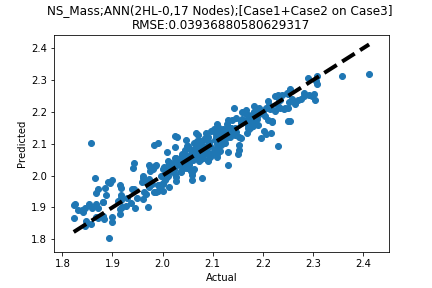 NS_Mass;ANN(2HL-0,17 Nodes);[Case1+Case2 on Case3]
RMSE:0.03936880580629317
2.4
2.3
2.2
2.1
2.0
1.9
1.8
Predicted
1.8 1.9 2.0 2.1 2.2 2.3 2.4
Actual